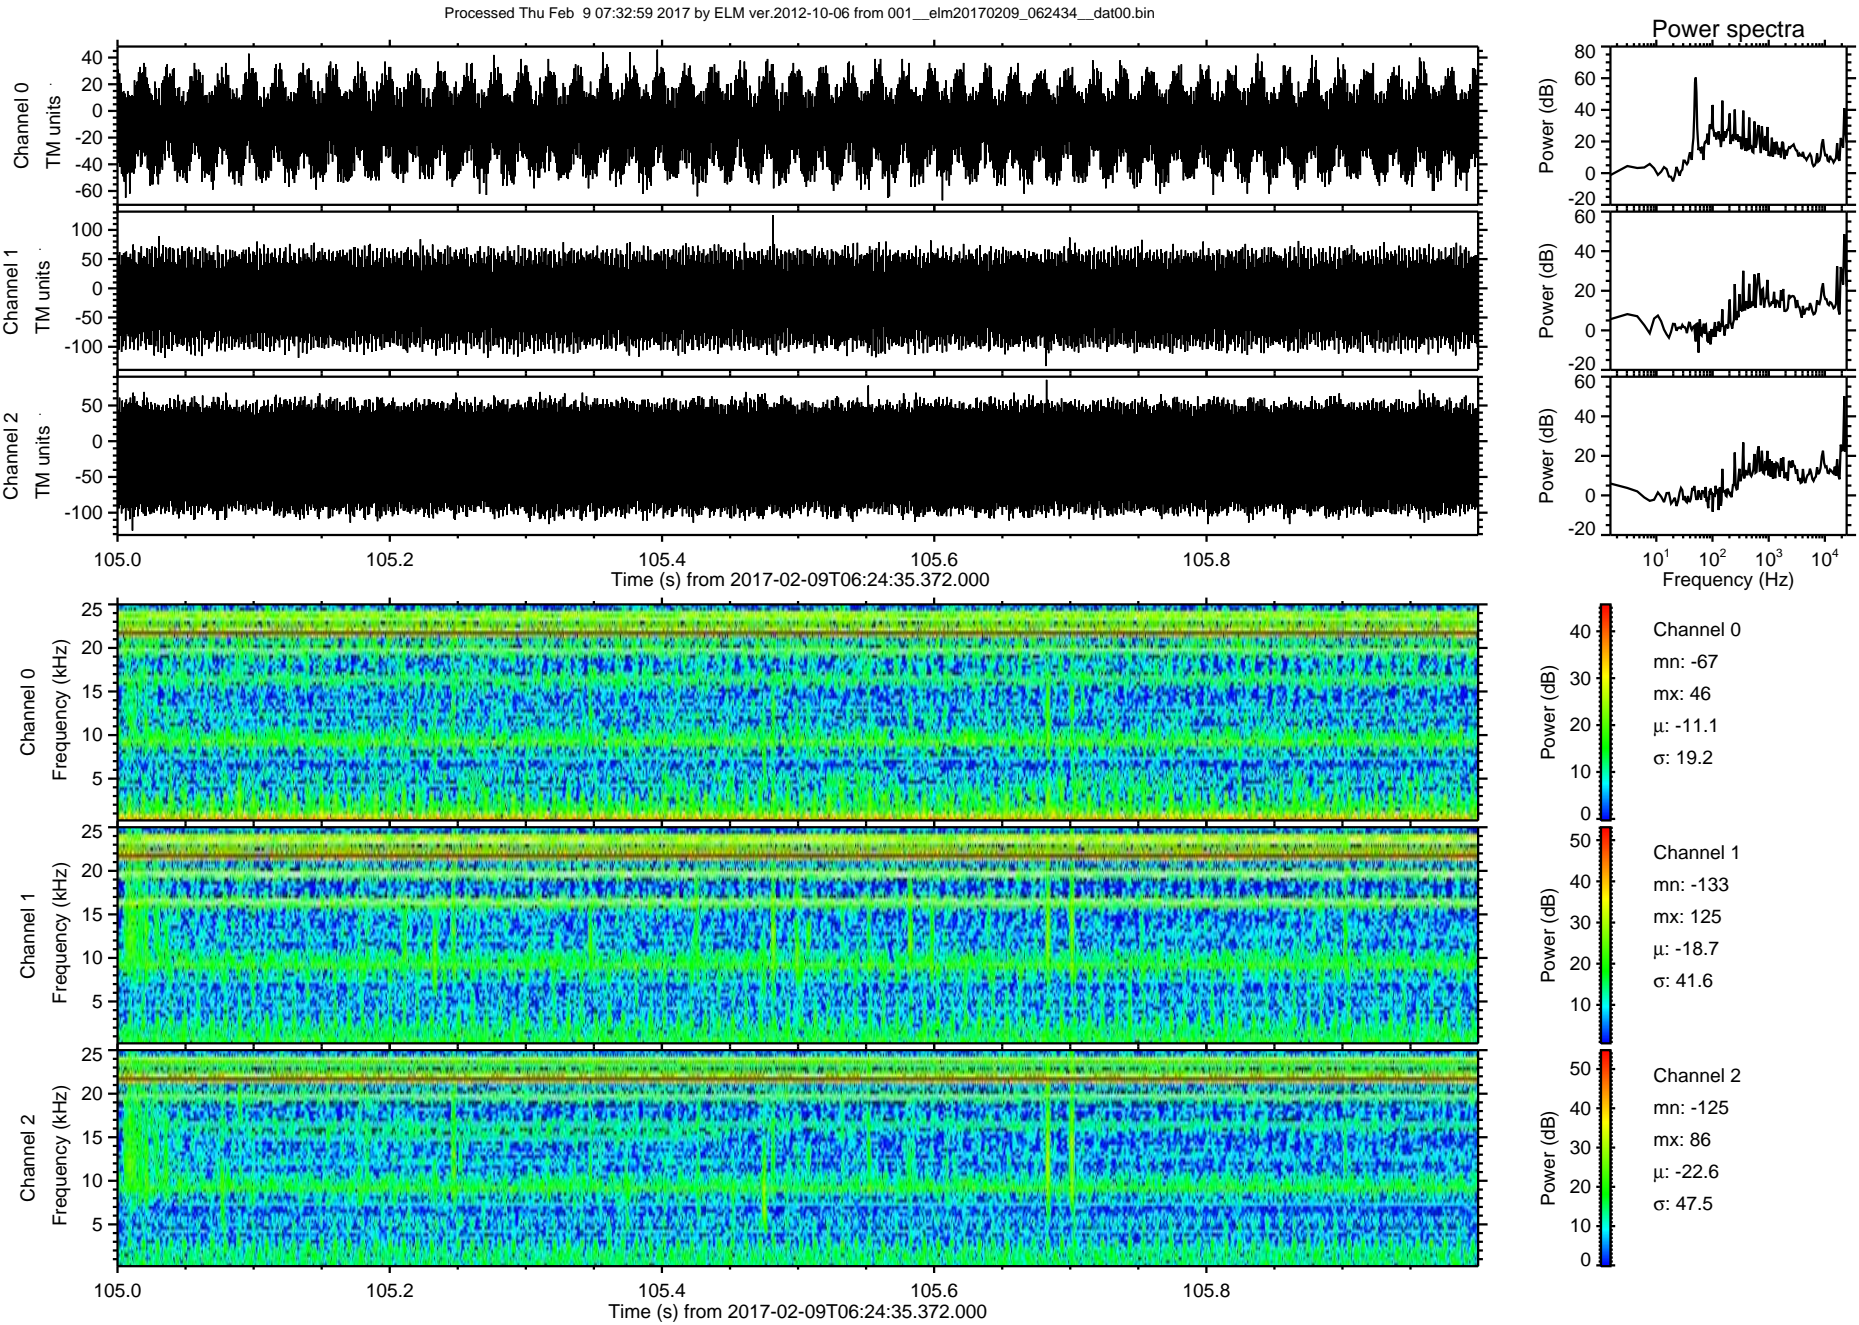 Processed Thu Feb  9 07:32:59 2017 by ELM ver.2012-10-06 from 001__elm20170209_062434__dat00.bin
Power spectra
Channel 0
TM units
40
20
0
-20
-40
-60
Power (dB)
80
60
40
20
0
-20
Channel 1
TM units
100
50
0
-50
-100
Power (dB)
60
40
20
0
-20
Channel 2
TM units
50
0
-50
-100
Power (dB)
60
40
20
0
-20
105.0 105.2 105.4 105.6 105.8
Time (s) from 2017-02-09T06:24:35.372.000
10^1 10^2 10^3 10^4
Frequency (Hz)
Channel 0
Frequency (kHz)
25
20
15
10
5
Power (dB)
40
30
20
10
0
Channel 0
mn: -67
mx: 46
μ: -11.1
σ: 19.2
Channel 1
Frequency (kHz)
25
20
15
10
5
Power (dB)
50
40
30
20
10
Channel 1
mn: -133
mx: 125
μ: -18.7
σ: 41.6
Channel 2
Frequency (kHz)
25
20
15
10
5
Power (dB)
50
40
30
20
10
0
Channel 2
mn: -125
mx: 86
μ: -22.6
σ: 47.5
105.0 105.2 105.4 105.6 105.8
Time (s) from 2017-02-09T06:24:35.372.000